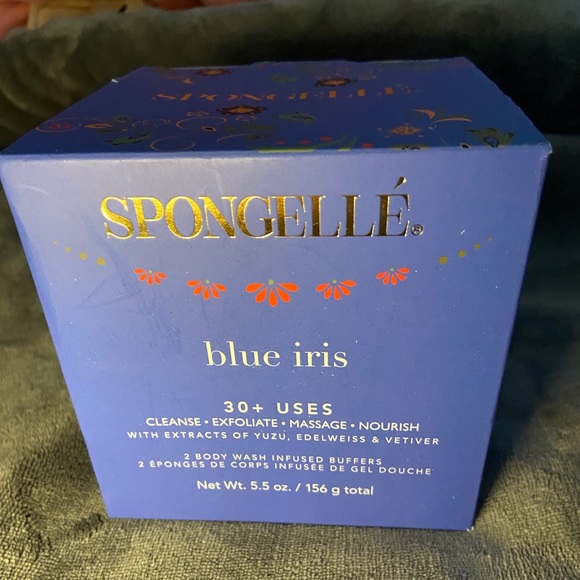 SPONGELLÉ
SPONGELLÉ®
blue iris
30+ USES
CLEANSE • EXFOLIATE • MASSAGE • NOURISH
WITH EXTRACTS OF YUZU, EDELWEISS & VETIVER
2 BODY WASH INFUSED BUFFERS
2 ÉPONGES DE CORPS INFUSÉE DE GEL DOUCHE
Net Wt. 5.5 oz. / 156 g total